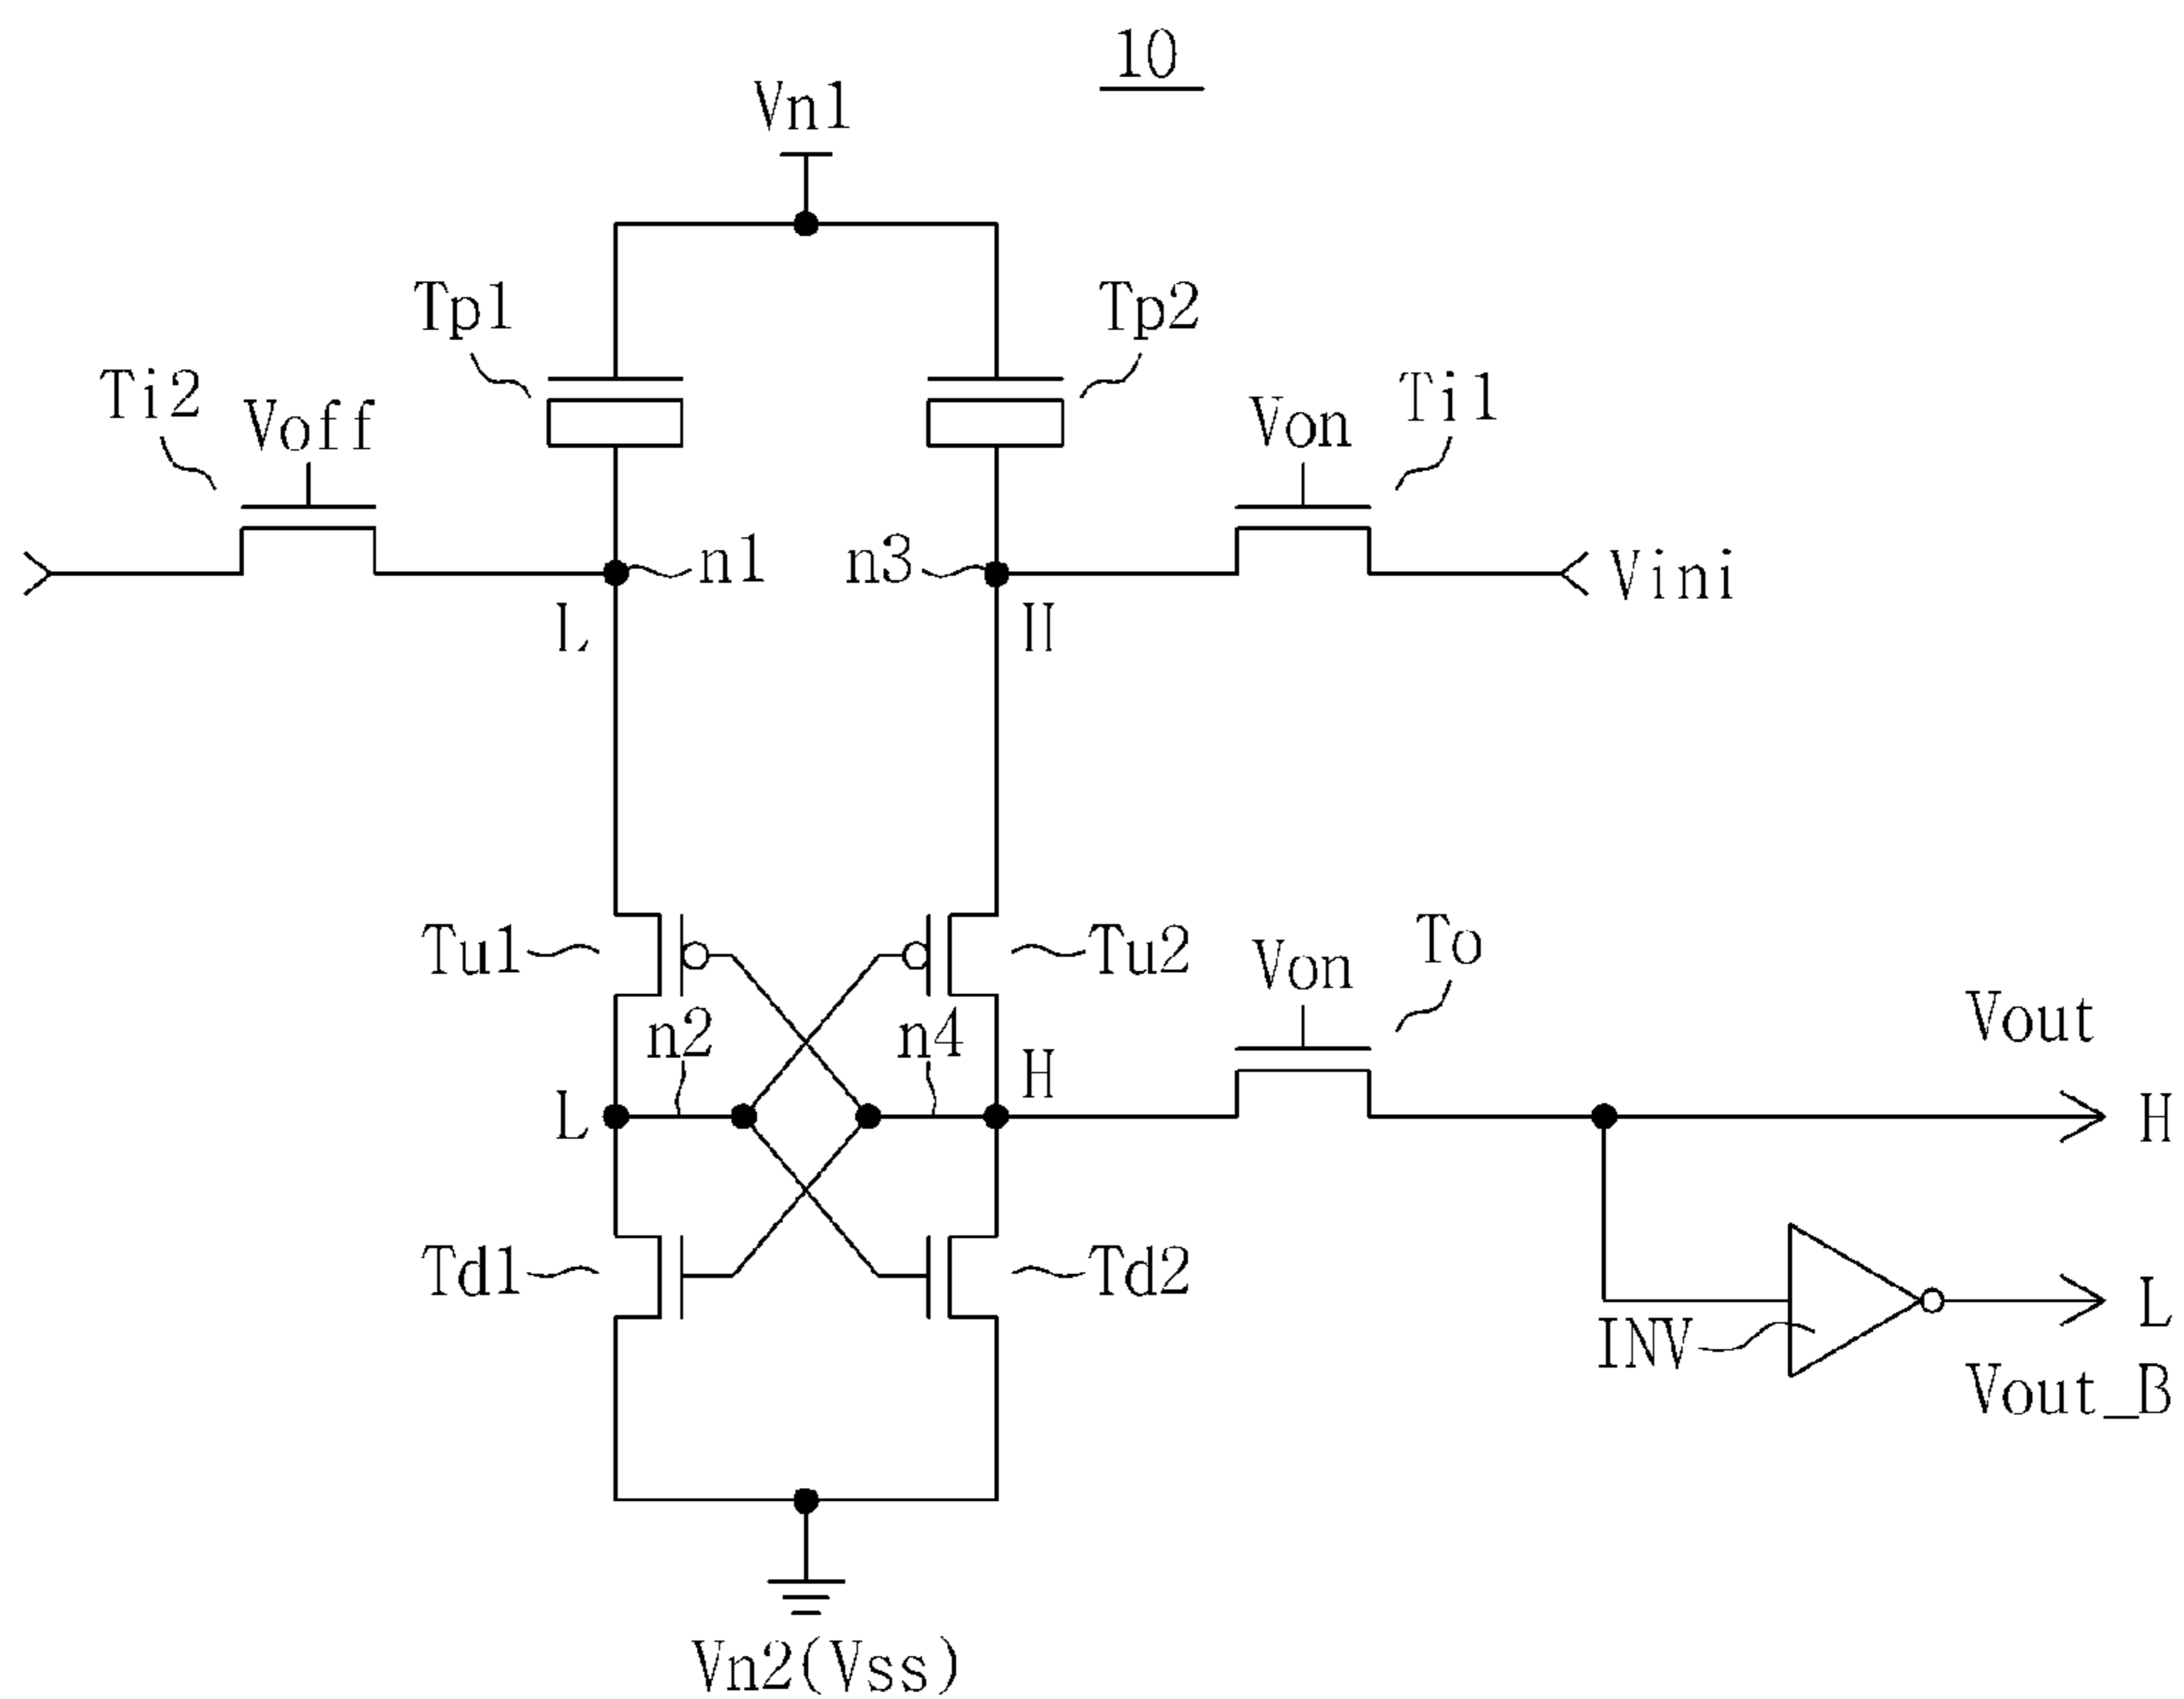 10
Vn1
Tp1
Tp2
Ti2
Voff
Von
Ti1
n1
n3
Vini
L
H
Tu1
Tu2
Von
To
Vout
n2
n4
H
L
H
Td1
Td2
INV
L
Vout_B
Vn2(Vss)